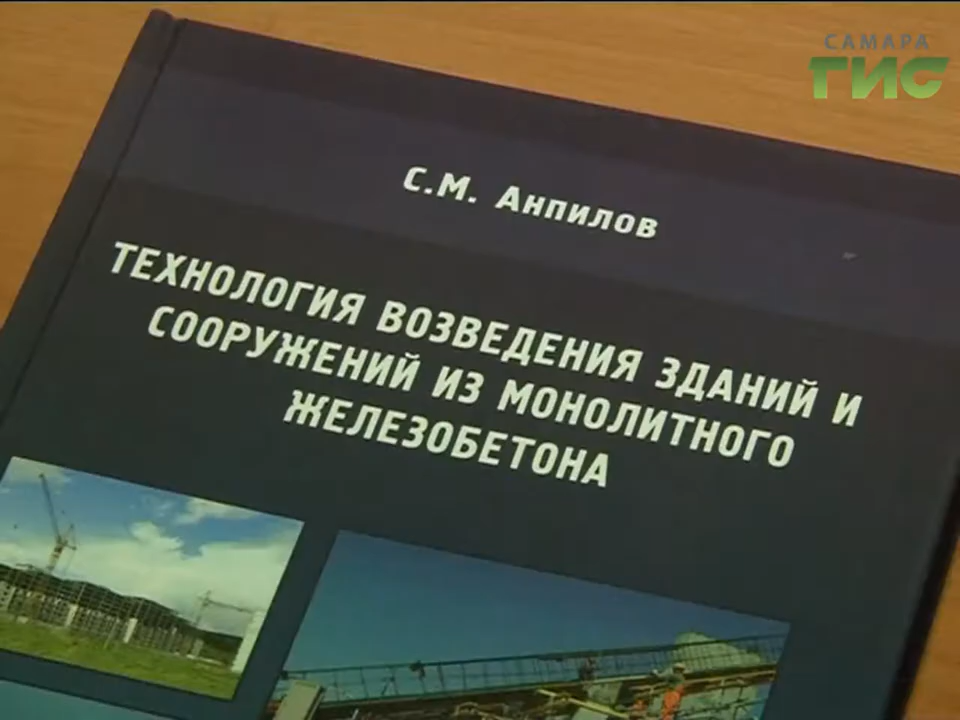 САМАРА
ГИС
С.М. Анпилов
ТЕХНОЛОГИЯ ВОЗВЕДЕНИЯ ЗДАНИЙ И
СООРУЖЕНИЙ ИЗ МОНОЛИТНОГО
ЖЕЛЕЗОБЕТОНА